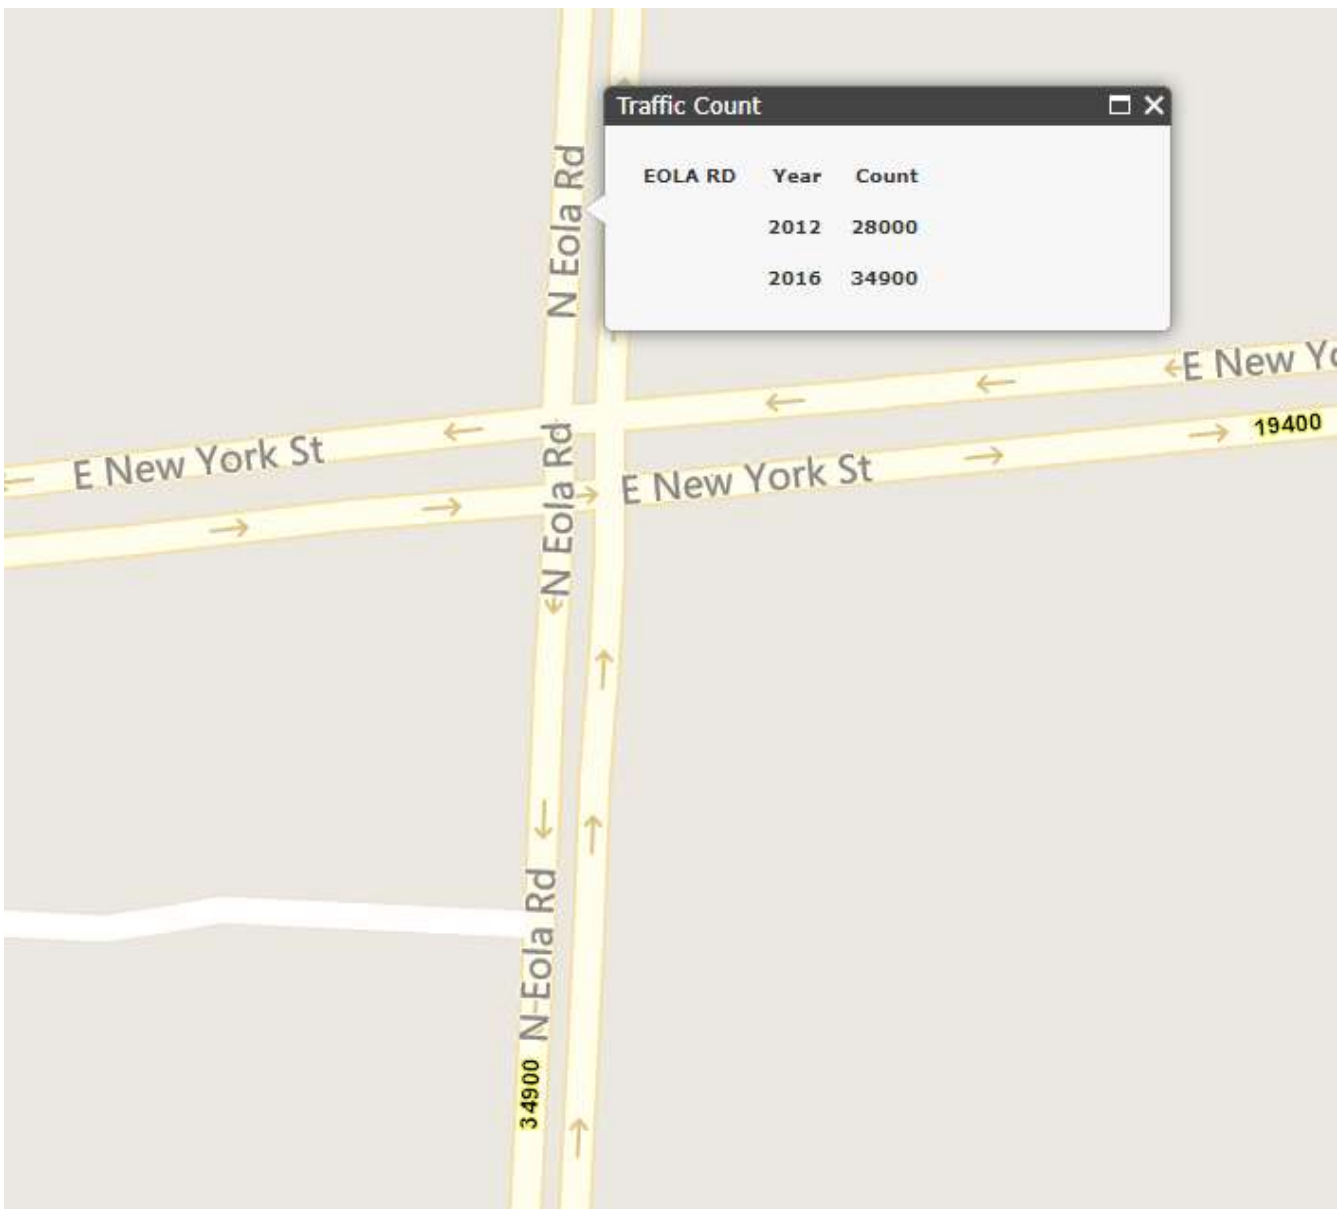 Traffic Count
EOLA RD Year Count
2012 28000
2016 34900
N Eola Rd
E New Yo
19400
E New York St
E New York St
N Eola Rd
N Eola Rd
34900